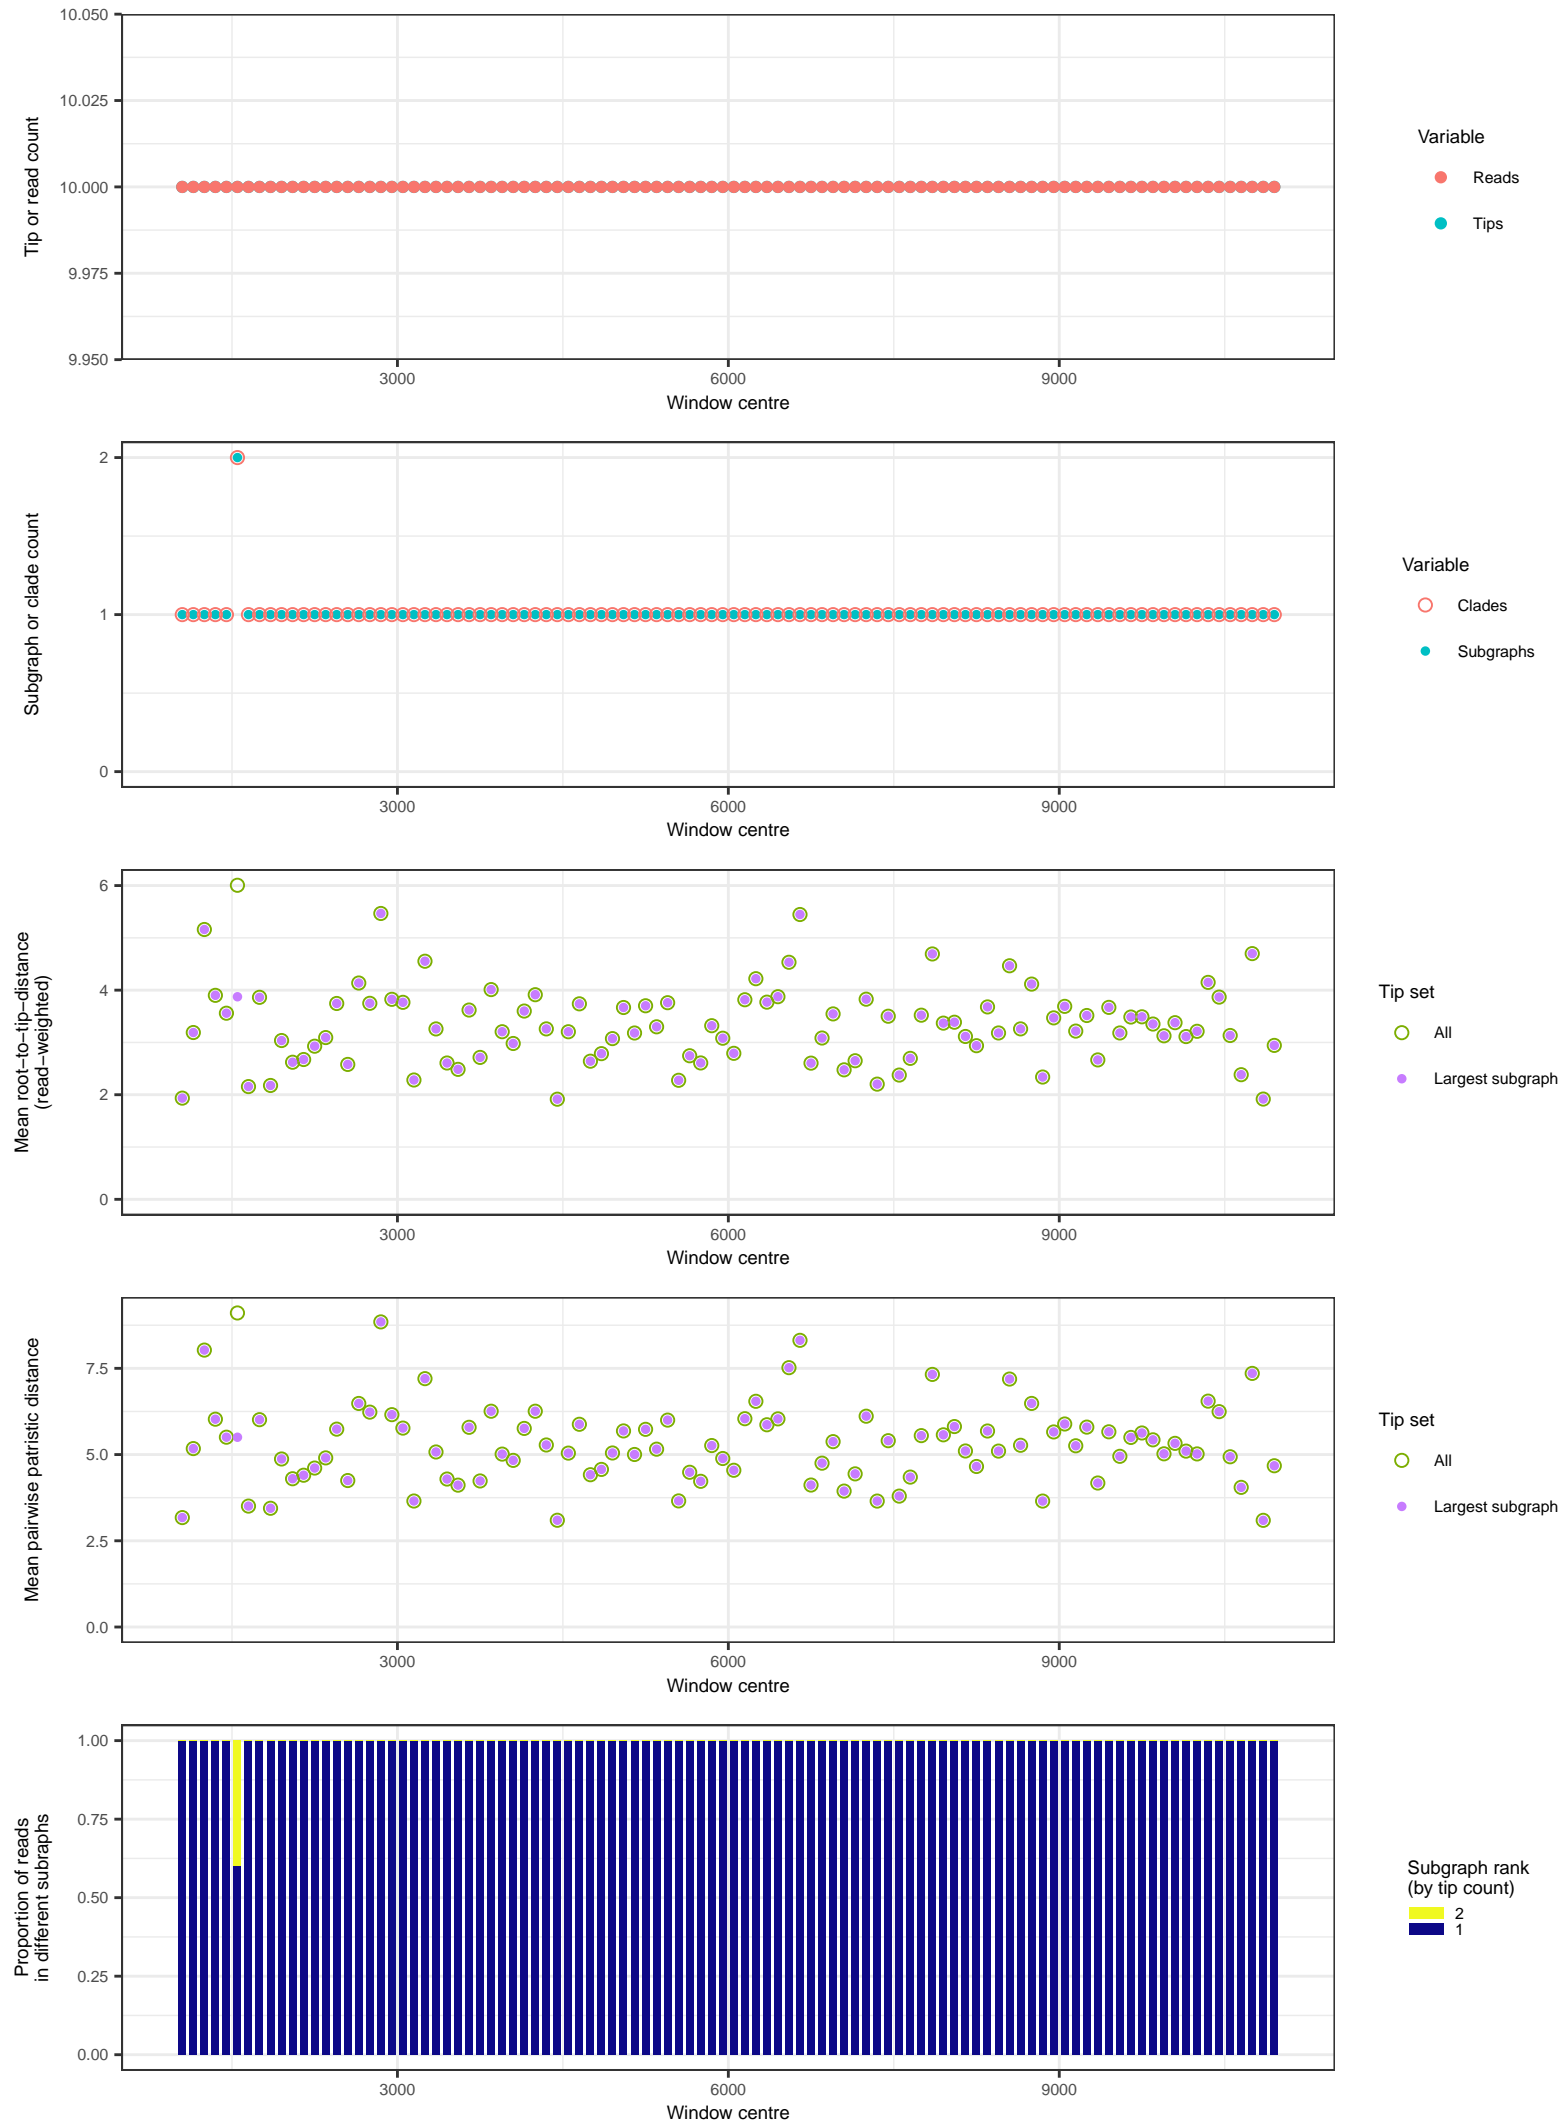 10.050
10.025
10.000
9.975
9.950
Tip or read count
3000
6000
9000
Window centre
Variable
Reads
Tips
2
1
0
Subgraph or clade count
3000
6000
9000
Window centre
Variable
Clades
Subgraphs
6
4
2
0
Mean root−to−tip−distance
(read−weighted)
3000
6000
9000
Window centre
Tip set
All
Largest subgraph
7.5
5.0
2.5
0.0
Mean pairwise patristic distance
3000
6000
9000
Window centre
Tip set
All
Largest subgraph
1.00
0.75
0.50
0.25
0.00
Proportion of reads
in different subraphs
3000
6000
9000
Window centre
Subgraph rank
(by tip count)
2
1